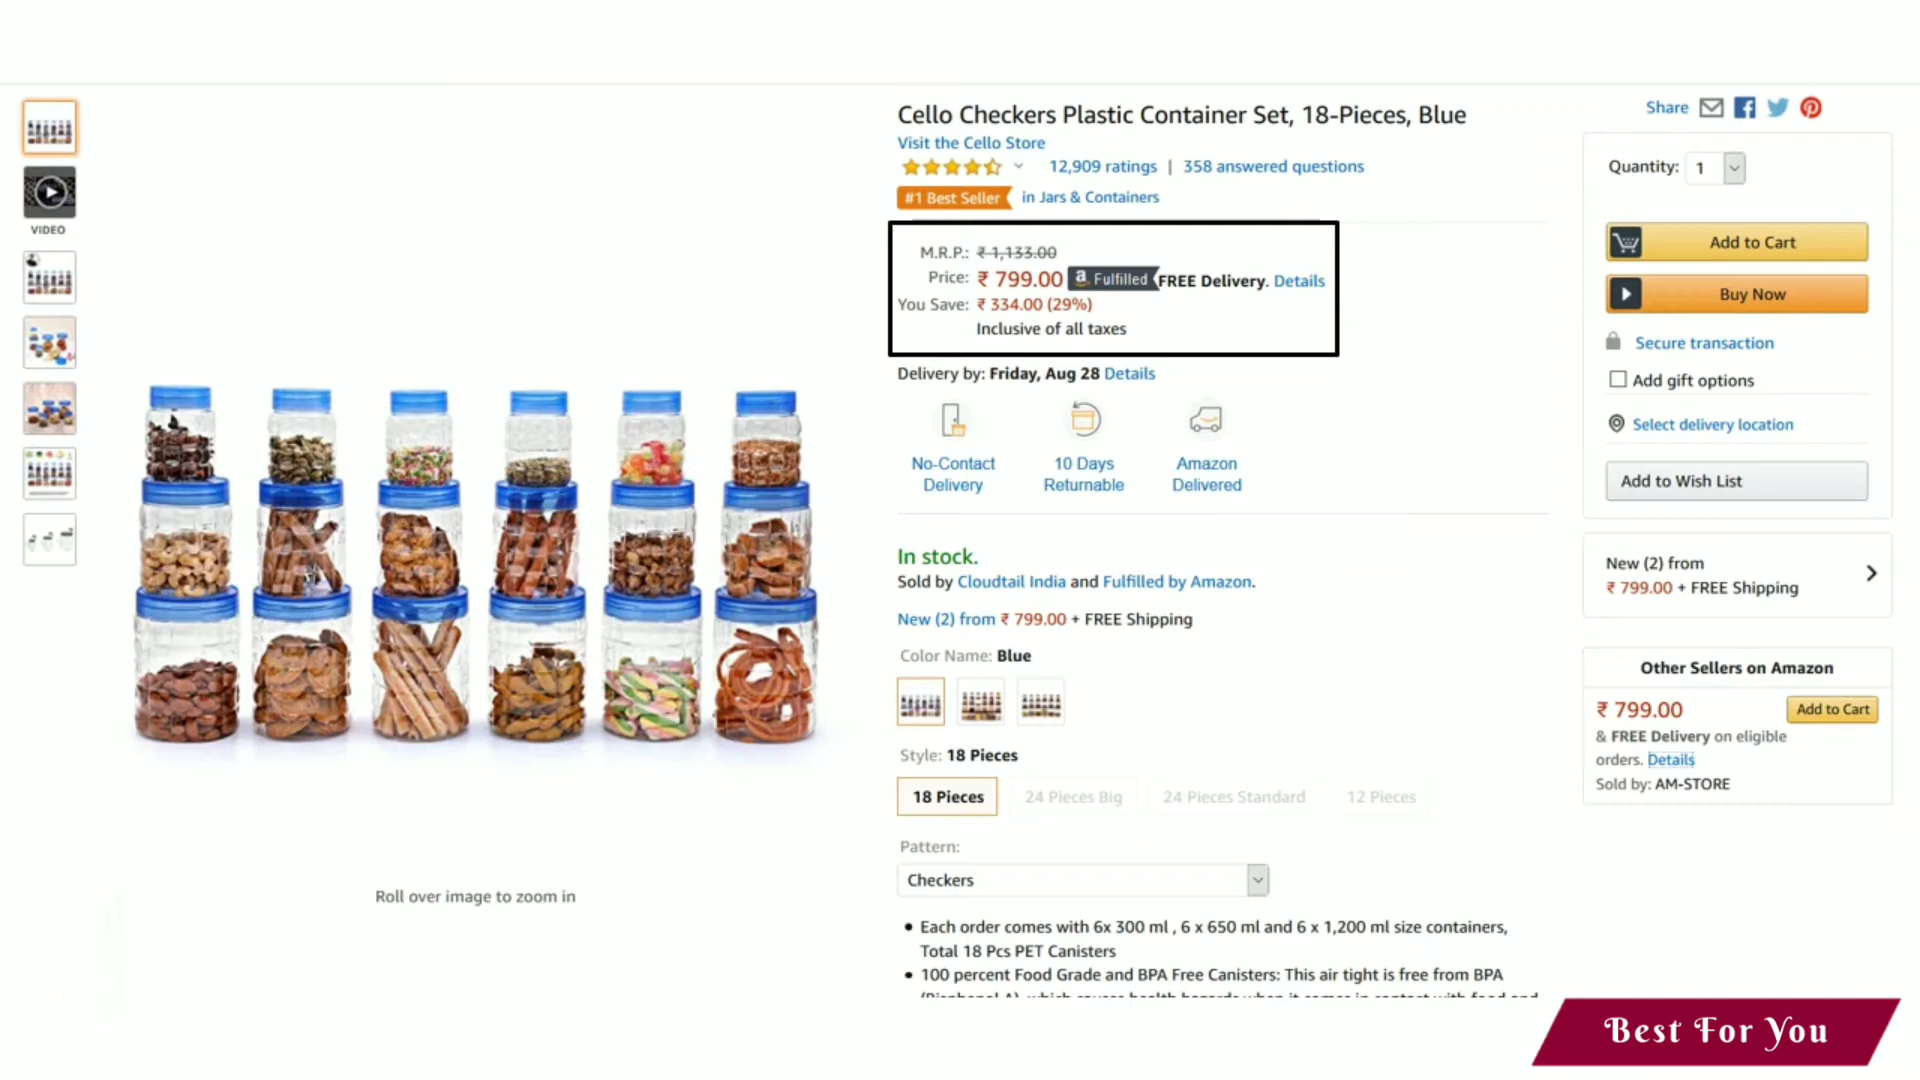 Cello Checkers Plastic Container Set, 18-Pieces, Blue
Visit the Cello Store
12,909 ratings | 358 answered questions
#1 Best Seller in Jars & Containers
M.R.P.: ₹ 1,133.00
Price: ₹ 799.00 a Fulfilled FREE Delivery. Details
You Save: ₹ 334.00 (29%)
Inclusive of all taxes
Delivery by: Friday, Aug 28 Details
No-Contact Delivery
10 Days Returnable
Amazon Delivered
In stock.
Sold by Cloudtail India and Fulfilled by Amazon.
New (2) from ₹ 799.00 + FREE Shipping
Color Name: Blue
Style: 18 Pieces
18 Pieces 24 Pieces Big 24 Pieces Standard 12 Pieces
Pattern:
Checkers
• Each order comes with 6x 300 ml , 6 x 650 ml and 6 x 1,200 ml size containers,
Total 18 Pcs PET Canisters
• 100 percent Food Grade and BPA Free Canisters: This air tight is free from BPA
VIDEO
Roll over image to zoom in
Share
Quantity: 1
Add to Cart
Buy Now
Secure transaction
Add gift options
Select delivery location
Add to Wish List
New (2) from
₹ 799.00 + FREE Shipping
Other Sellers on Amazon
₹ 799.00 Add to Cart
& FREE Delivery on eligible
orders. Details
Sold by: AM-STORE
Best For You